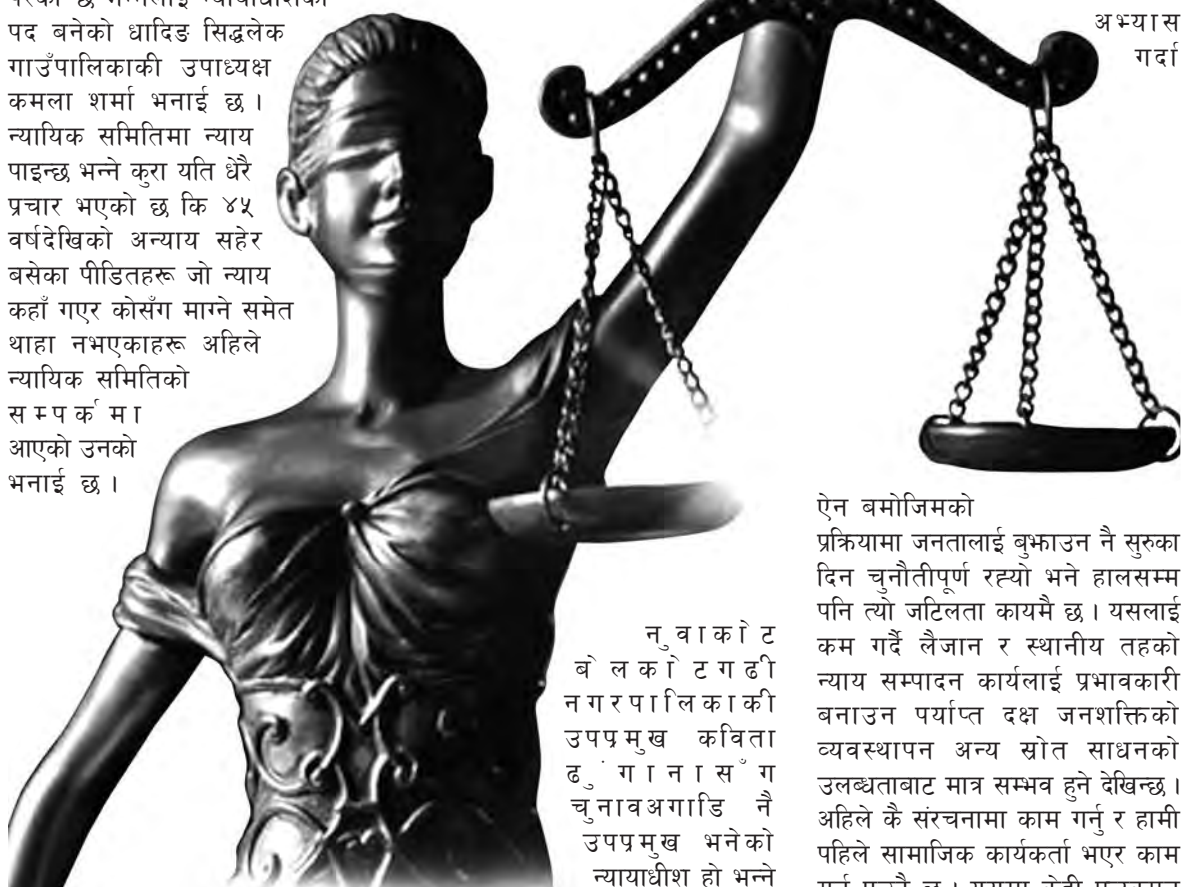 पद बनेको धादिङ सिद्धलेक
गाउँपालिकाकी उपाध्यक्ष
कमला शर्मा भनाई छ ।
न्यायिक समितिमा न्याय
पाइन्छ भन्ने कुरा यति धेरै
प्रचार भएको छ कि ४५
वर्षदेखिको अन्याय सहेर
बसेका पीडितहरू जो न्याय
कहाँ गएर कोसँग माग्ने समेत
थाहा नभएकाहरू अहिले
न्यायिक समितिको
सम्पर्कमा
आएको उनको
भनाई छ ।
नुवाकोट
बेलकोटगढी
नगरपालिकाकी
उपप्रमुख कविता
ढुंगानासँग
चुनावअगाडि नै
उपप्रमुख भनेको
न्यायाधीश हो भन्ने
अभ्यास
गर्दा
ऐन बमोजिमको
प्रक्रियामा जनतालाई बुझाउन नै सुरुका
दिन चुनौतीपूर्ण रह्यो भने हालसम्म
पनि त्यो जटिलता कायमै छ । यसलाई
कम गर्दै लैजान र स्थानीय तहको
न्याय सम्पादन कार्यलाई प्रभावकारी
बनाउन पर्याप्त दक्ष जनशक्तिको
व्यवस्थापन अन्य स्रोत साधनको
उलब्धताबाट मात्र सम्भव हुने देखिन्छ ।
अहिले कै संरचनामा काम गर्नु र हामी
पहिले सामाजिक कार्यकर्ता भएर काम